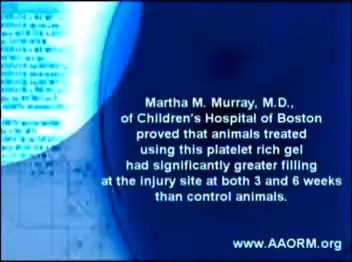 Martha M. Murray, M.D.,
of Children's Hospital of Boston
proved that animals treated
using this platelet rich gel
had significantly greater filling
at the injury site at both 3 and 6 weeks
than control animals.
www.AAORM.org